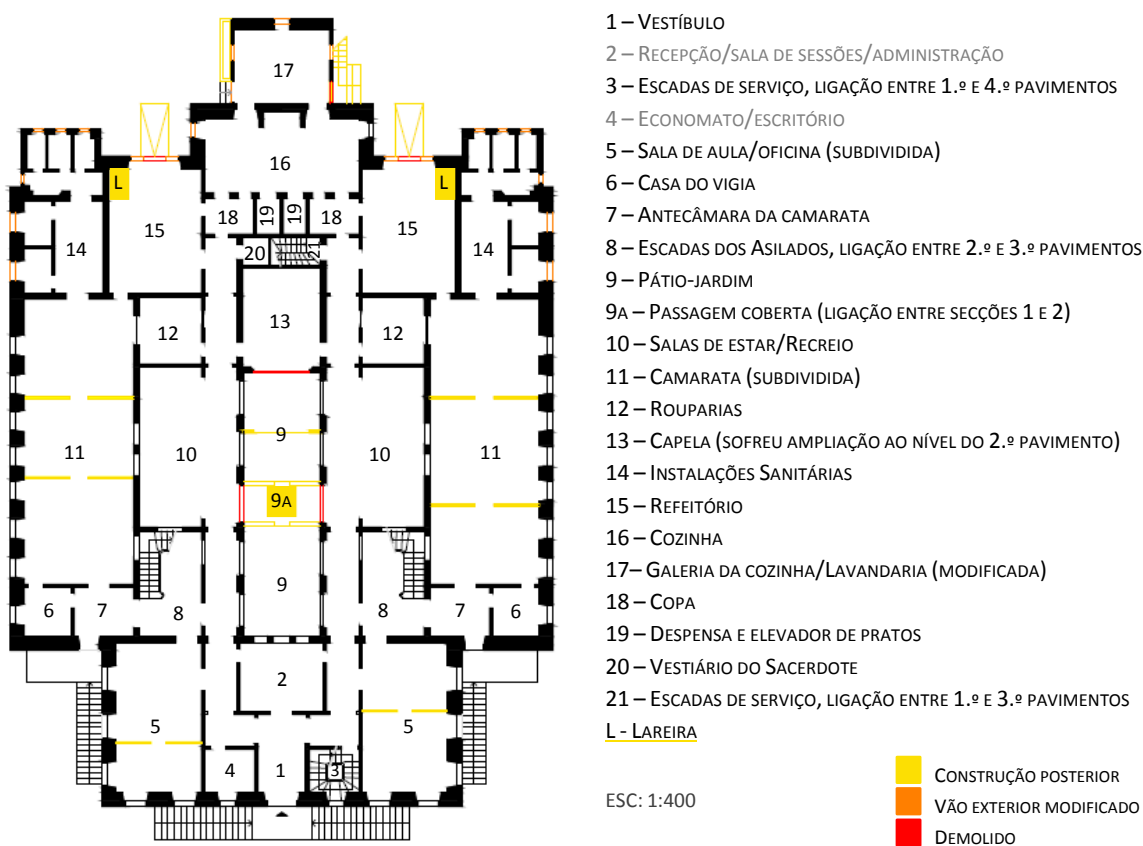 17
16
L
L
15
15
18
19
19
18
14
14
20
21
12
13
12
11
10
9
10
11
9A
9
6
7
8
8
7
6
2
5
5
4
1
3
1 – Vestíbulo
2 – Recepção/sala de sessões/administração
3 – Escadas de serviço, ligação entre 1.º e 4.º pavimentos
4 – Economato/escritório
5 – Sala de aula/oficina (subdividida)
6 – Casa do vigia
7 – Antecâmara da camarata
8 – Escadas dos Asilados, ligação entre 2.º e 3.º pavimentos
9 – Pátio-jardim
9A – Passagem coberta (ligação entre secções 1 e 2)
10 – Salas de estar/Recreio
11 – Camarata (subdividida)
12 – Rouparias
13 – Capela (sofreu ampliação ao nível do 2.º pavimento)
14 – Instalações Sanitárias
15 – Refeitório
16 – Cozinha
17 – Galeria da cozinha/Lavandaria (modificada)
18 – Copa
19 – Despensa e elevador de pratos
20 – Vestiário do Sacerdote
21 – Escadas de serviço, ligação entre 1.º e 3.º pavimentos
L - Lareira
ESC: 1:400
Construção posterior
Vão exterior modificado
Demolido